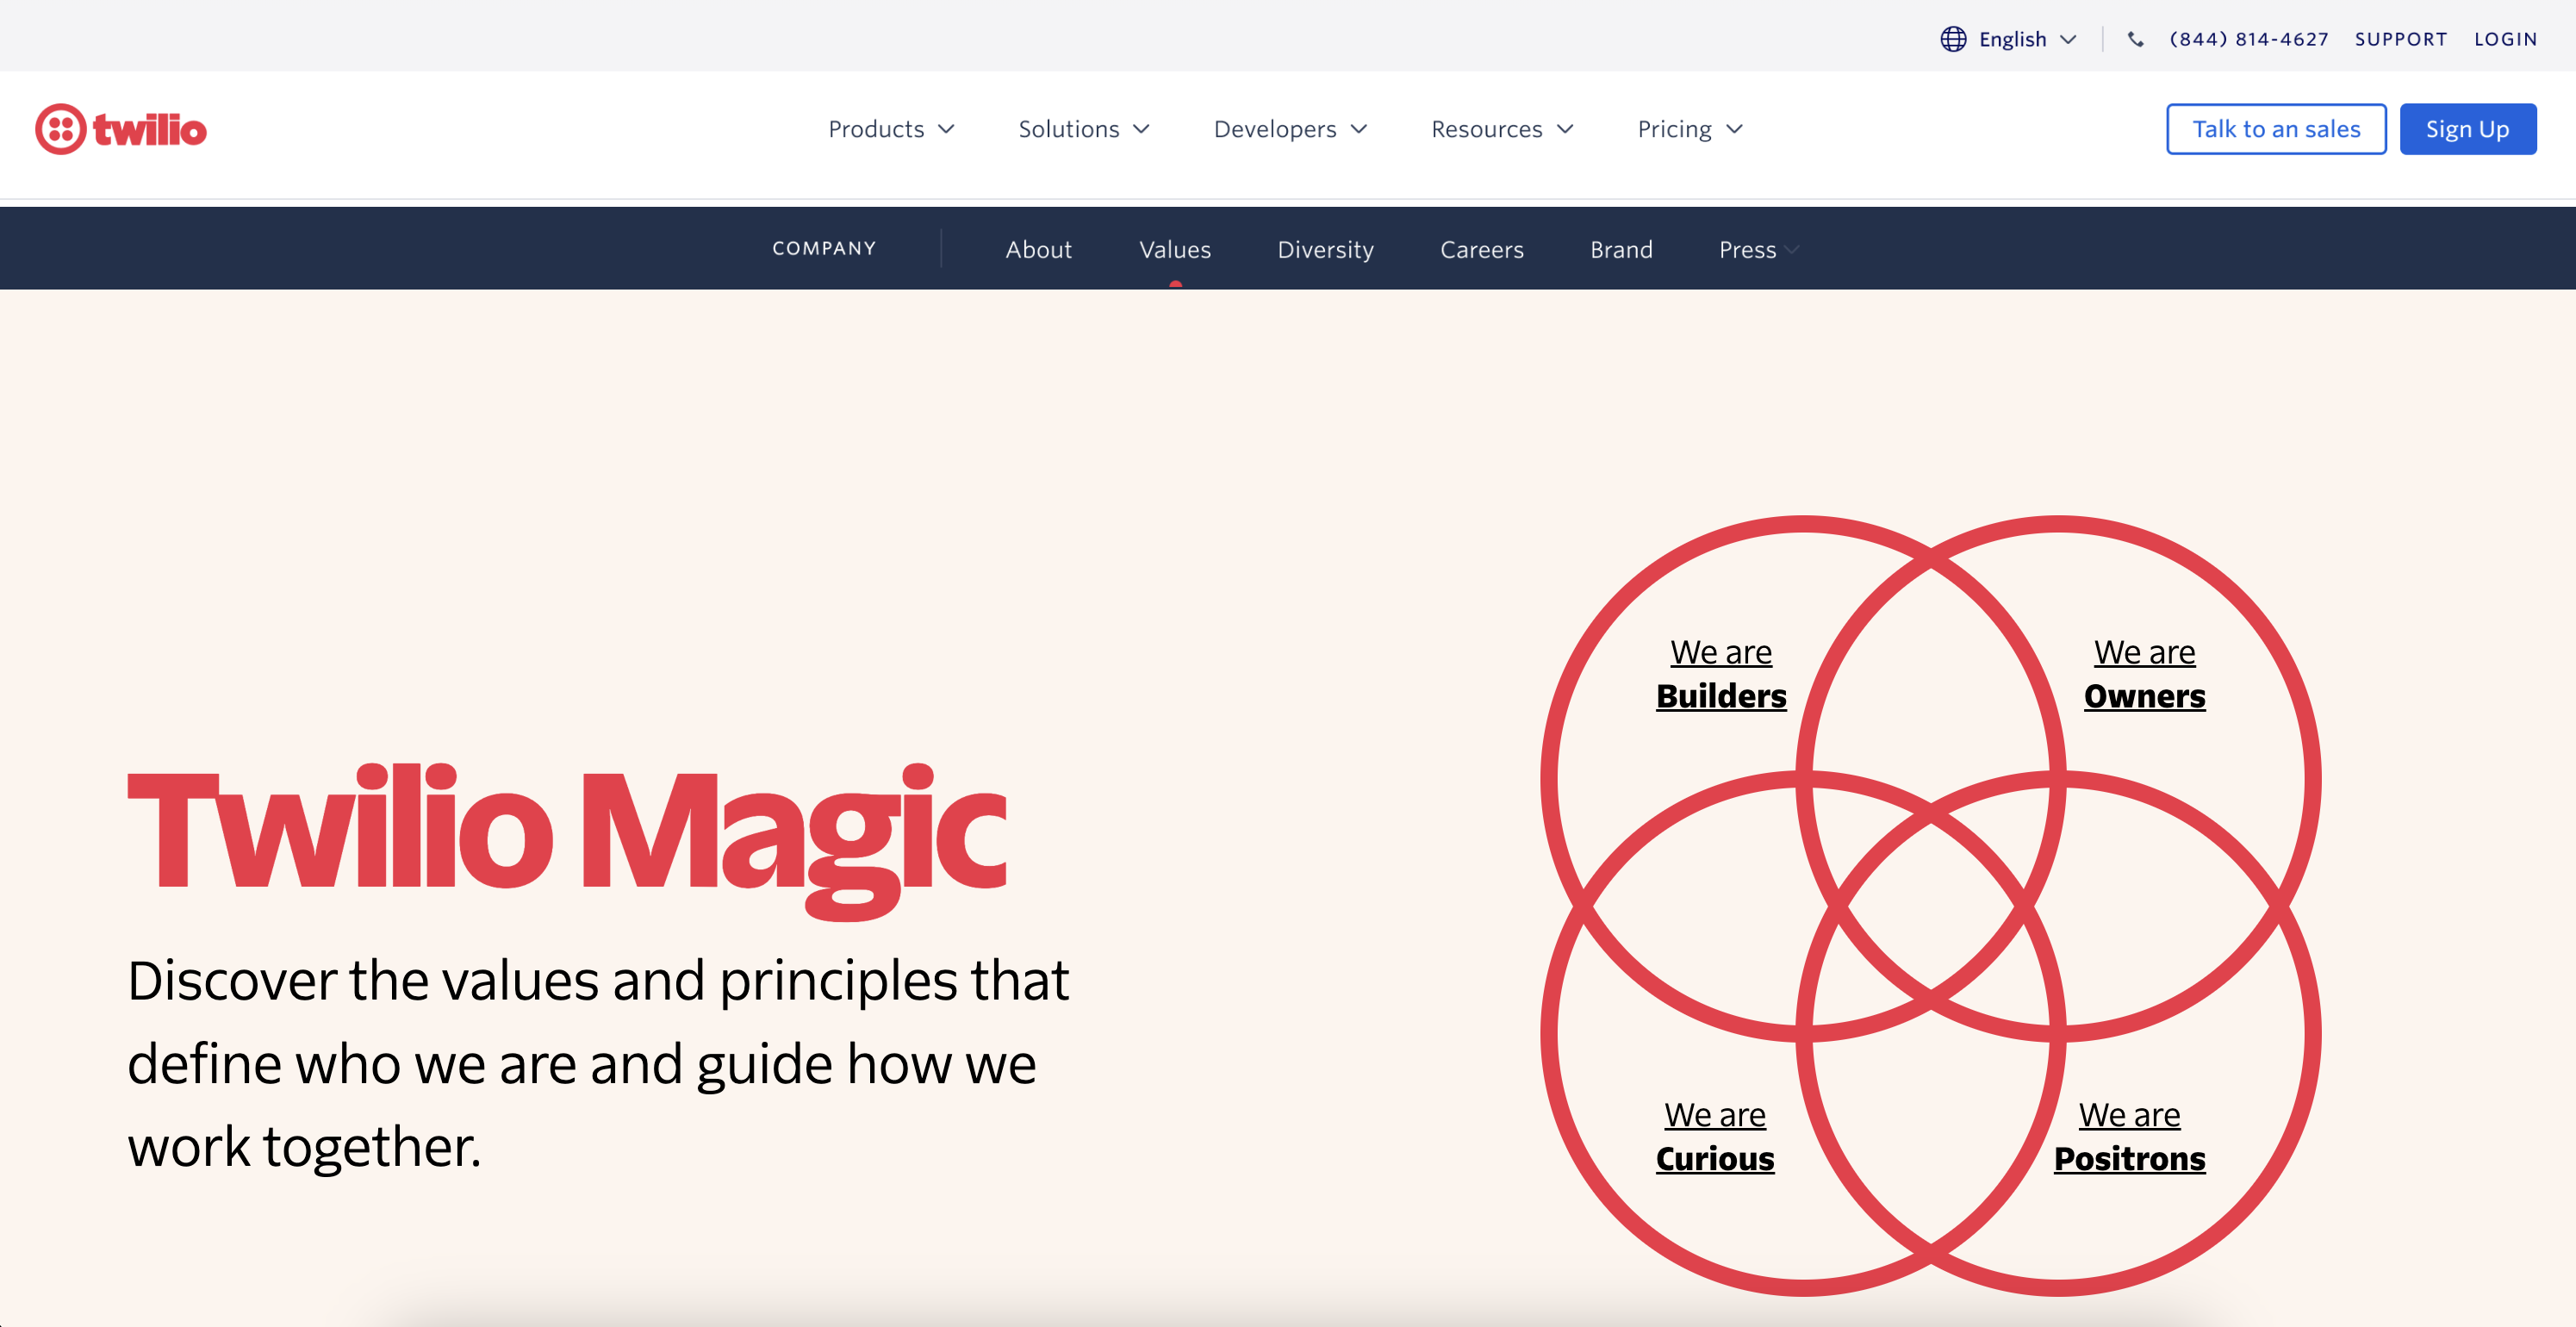 English (844) 814-4627 SUPPORT LOGIN
twilio Products Solutions Developers Resources Pricing Talk to an sales Sign Up
COMPANY About Values Diversity Careers Brand Press
Twilio Magic
Discover the values and principles that
define who we are and guide how we
work together.
We are
Builders
We are
Owners
We are
Curious
We are
Positrons